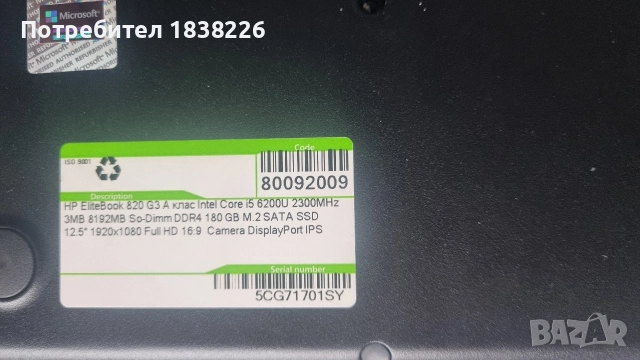 Потребител 1838226
Microsoft
ISO 9001
Code
80092009
Description
HP EliteBook 820 G3 А клас Intel Core i5 6200U 2300MHz
3MB 8192MB So-Dimm DDR4 180 GB M.2 SATA SSD
12.5" 1920x1080 Full HD 16:9 Camera DisplayPort IPS
Serial number
5CG71701SY
BAZAR
bg